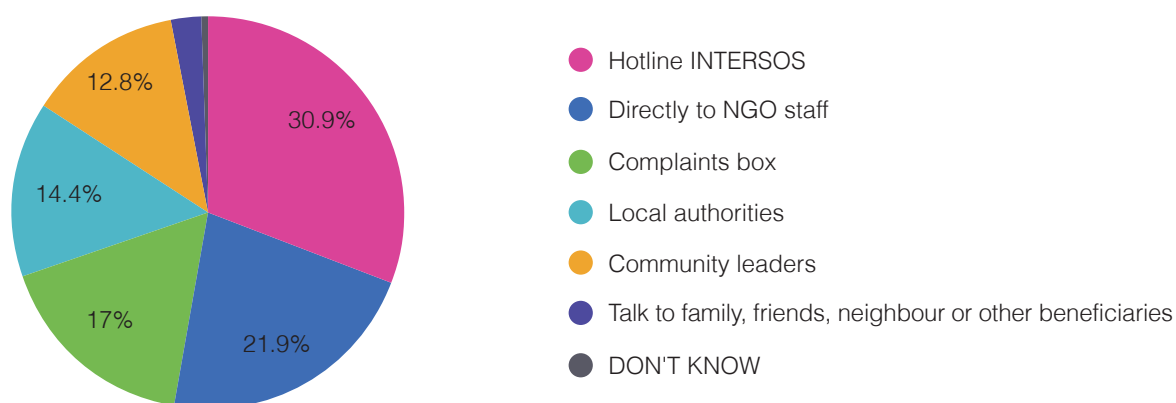 12.8%
30.9%
14.4%
17%
21.9%
Hotline INTERSOS
Directly to NGO staff
Complaints box
Local authorities
Community leaders
Talk to family, friends, neighbour or other beneficiaries
DON'T KNOW